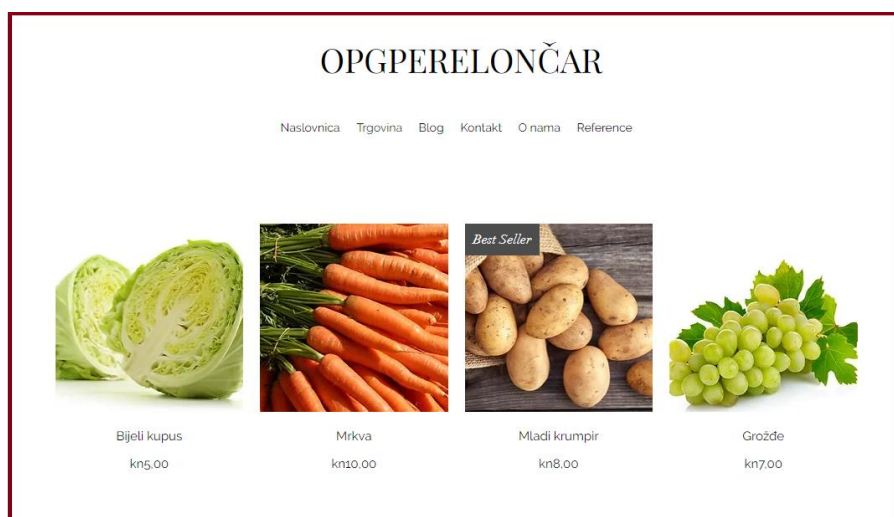 OPGPERELONČAR
Naslovnica Trgovina Blog Kontakt O nama Reference
Best Seller
Bijeli kupus Mrkva Mladi krumpir Grožđe
kn5,00 kn10,00 kn8,00 kn7,00